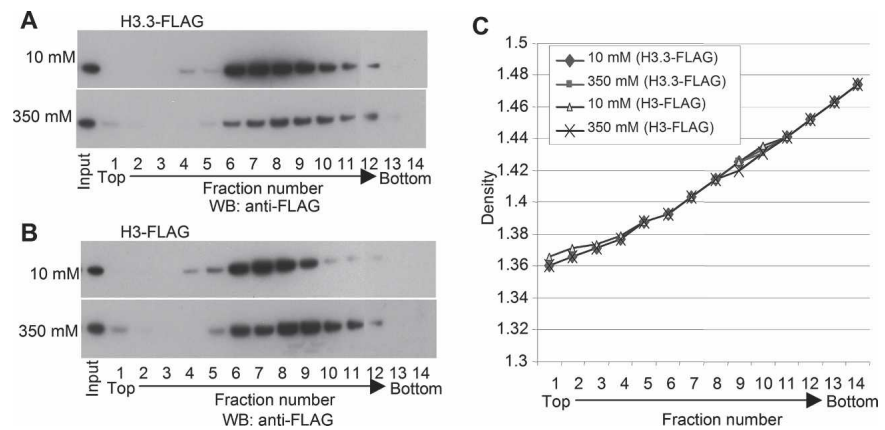 A
H3.3-FLAG
10 mM
350 mM
Input
1 2 3 4 5 6 7 8 9 10 11 12 13 14
Top
Bottom
Fraction number
WB: anti-FLAG
B
H3-FLAG
10 mM
350 mM
Input
1 2 3 4 5 6 7 8 9 10 11 12 13 14
Top
Bottom
Fraction number
WB: anti-FLAG
C
1.5
1.48
1.46
1.44
1.42
1.4
1.38
1.36
1.34
1.32
1.3
Density
10 mM (H3.3-FLAG)
350 mM (H3.3-FLAG)
10 mM (H3-FLAG)
350 mM (H3-FLAG)
1 2 3 4 5 6 7 8 9 10 11 12 13 14
Top
Bottom
Fraction number